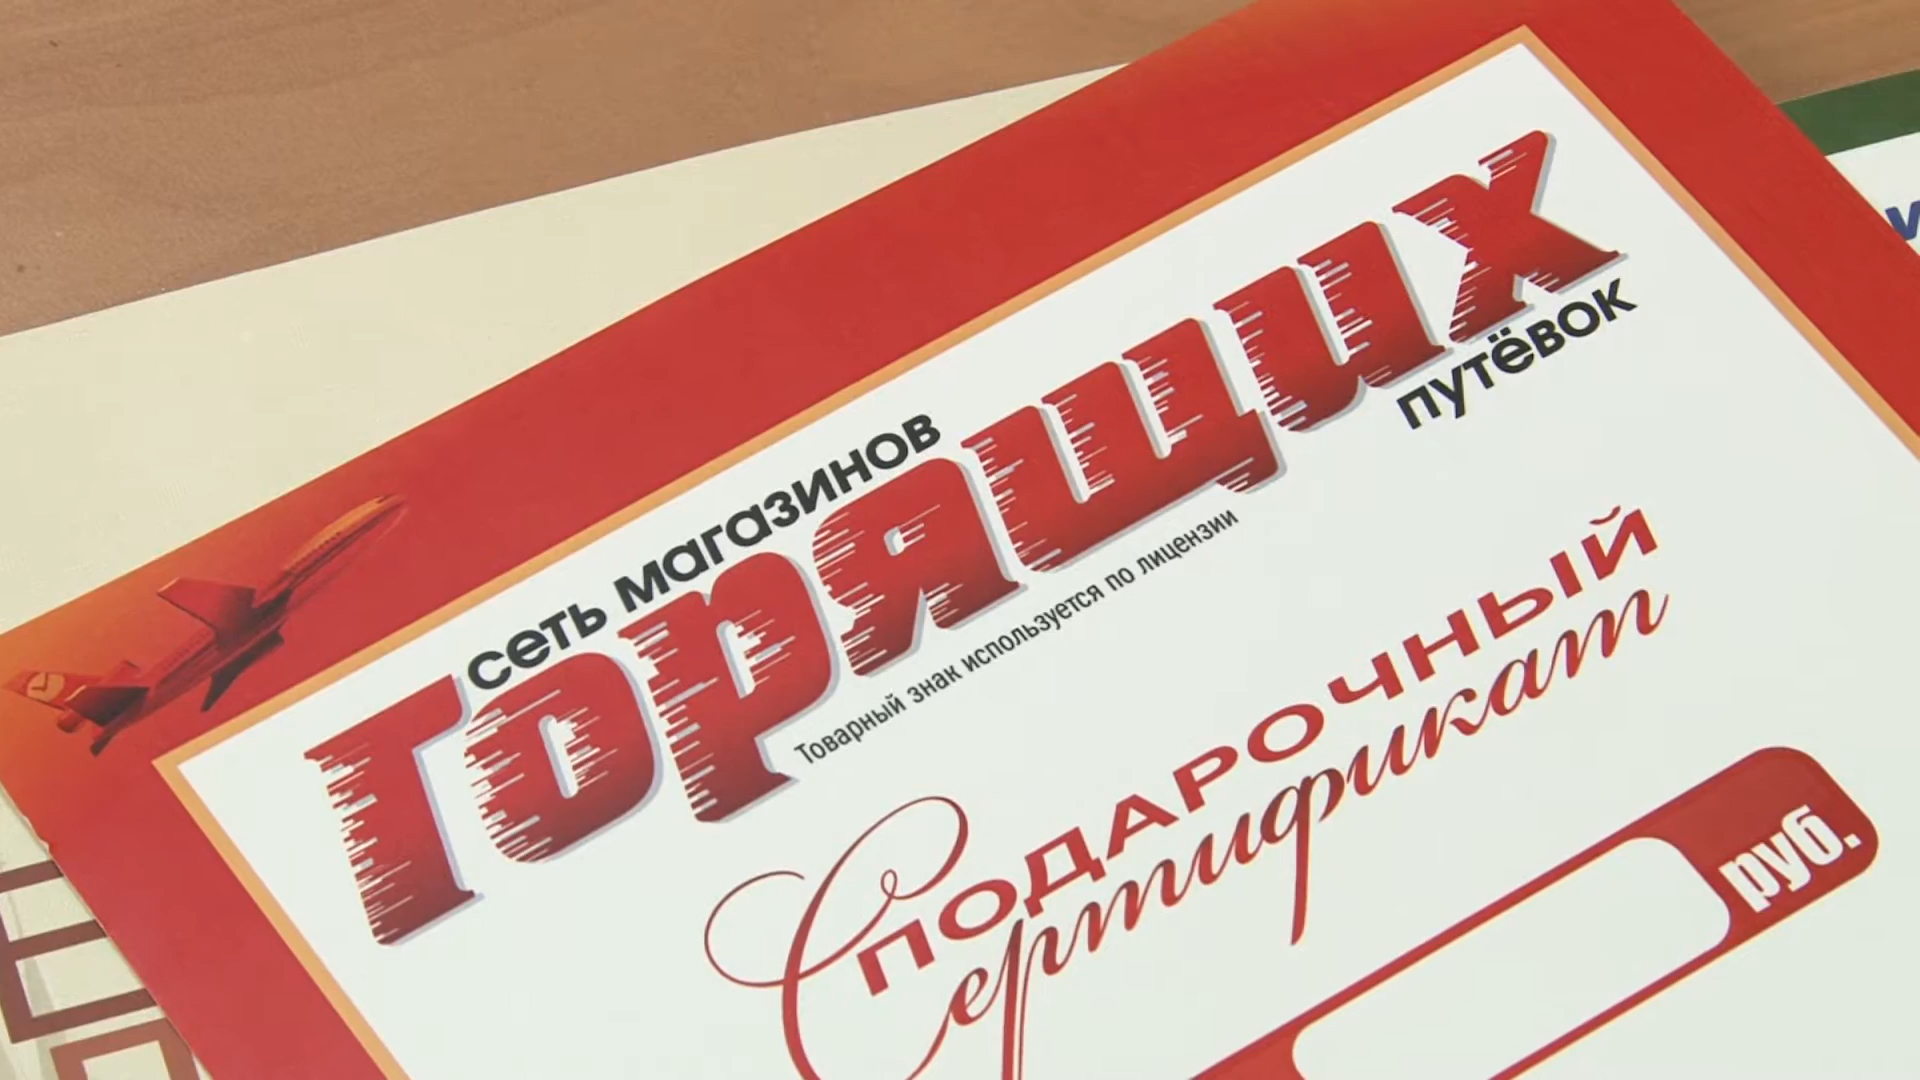 сеть магазинов
Горящих
путёвок
Товарный знак используется по лицензии
ПОДАРОЧНЫЙ
Сертификат
руб.